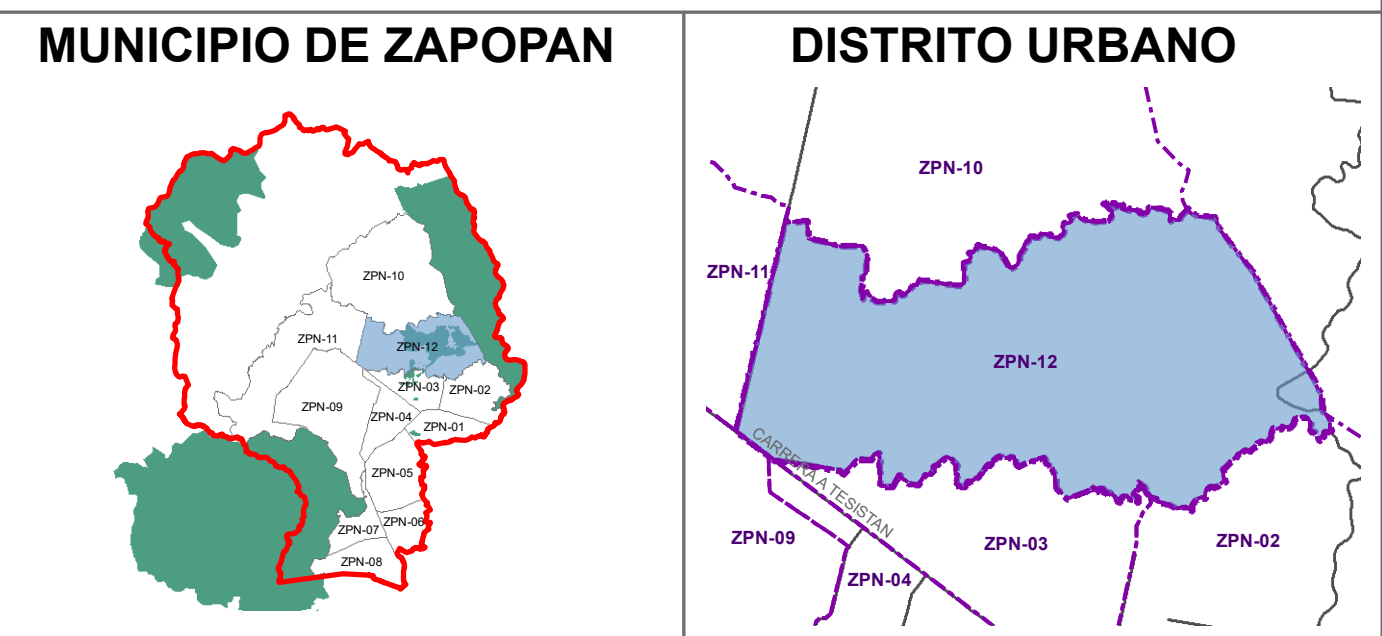 MUNICIPIO DE ZAPOPAN
ZPN-10
ZPN-11
ZPN-12
ZPN-03
ZPN-02
ZPN-09
ZPN-04
ZPN-01
ZPN-05
ZPN-06
ZPN-07
ZPN-08
DISTRITO URBANO
ZPN-10
ZPN-11
ZPN-12
CARRERA A TESISTAN
ZPN-09
ZPN-03
ZPN-02
ZPN-04